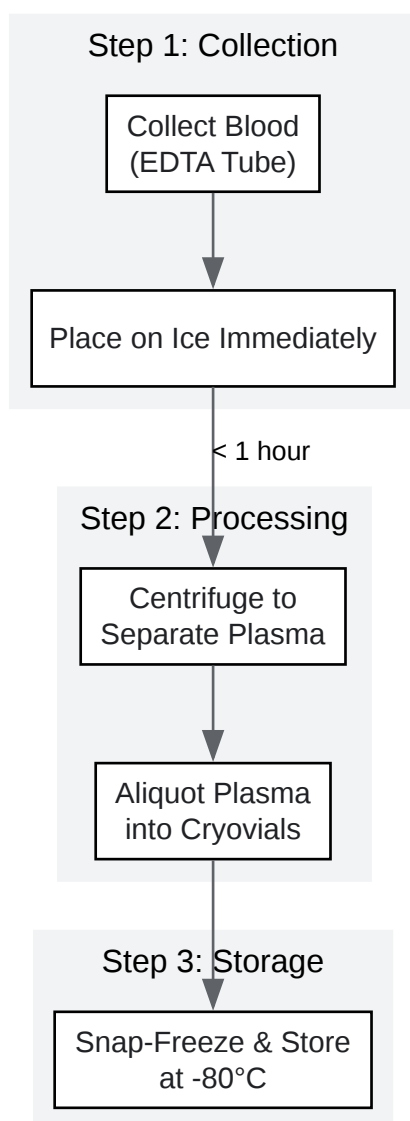 Step 1: Collection
Collect Blood
(EDTA Tube)
Place on Ice Immediately
< 1 hour
Step 2: Processing
Centrifuge to
Separate Plasma
Aliquot Plasma
into Cryovials
Step 3: Storage
Snap-Freeze & Store
at -80°C